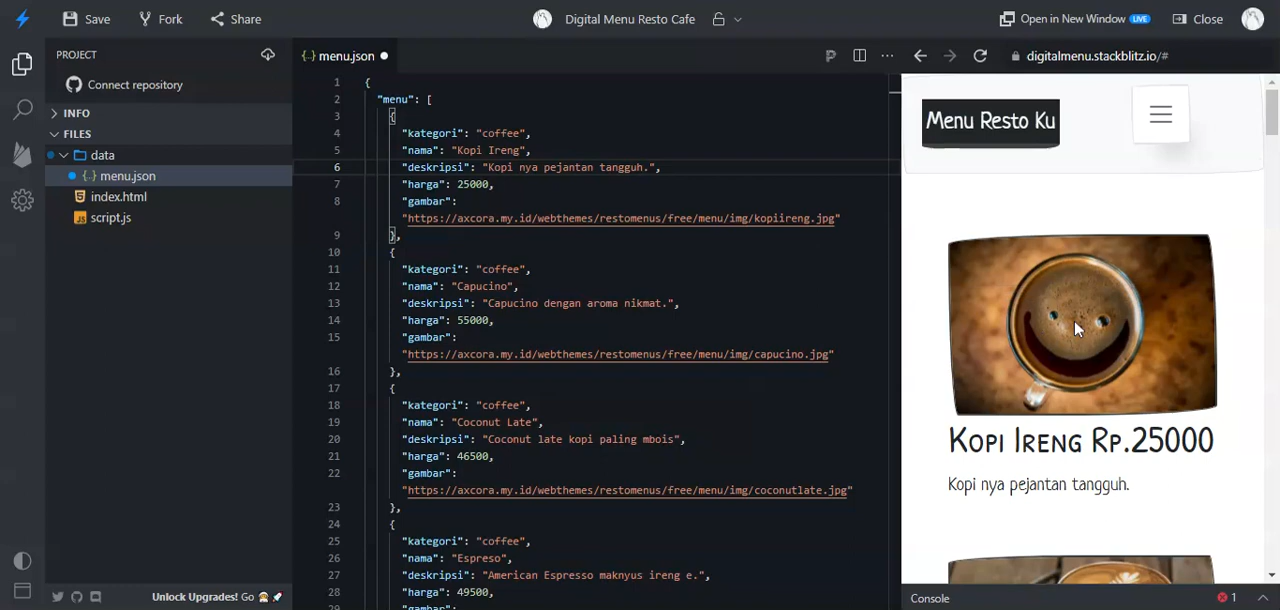 Save
Fork
Share
Digital Menu Resto Cafe
Open in New Window LIVE
Close
PROJECT
Connect repository
INFO
FILES
data
{..} menu.json
index.html
JS script.js
Unlock Upgrades! Go
{..} menu.json
1 {
2 "menu": [
3 {
4 "kategori": "coffee",
5 "nama": "Kopi Ireng",
6 "deskripsi": "Kopi nya pejantan tangguh.",
7 "harga": 25000,
8 "gambar":
"https://axcora.my.id/webthemes/restomenus/free/menu/img/kopiireng.jpg"
9 },
10 {
11 "kategori": "coffee",
12 "nama": "Capucino",
13 "deskripsi": "Capucino dengan aroma nikmat.",
14 "harga": 55000,
15 "gambar":
"https://axcora.my.id/webthemes/restomenus/free/menu/img/capucino.jpg"
16 },
17 {
18 "kategori": "coffee",
19 "nama": "Coconut Late",
20 "deskripsi": "Coconut late kopi paling mbois",
21 "harga": 46500,
22 "gambar":
"https://axcora.my.id/webthemes/restomenus/free/menu/img/coconutlate.jpg"
23 },
24 {
25 "kategori": "coffee",
26 "nama": "Espreso",
27 "deskripsi": "American Espresso maknyus ireng e.",
28 "harga": 49500,
29 "gambar":
digitalmenu.stackblitz.io/#
Menu Resto Ku
Kopi Ireng Rp.25000
Kopi nya pejantan tangguh.
Console
1